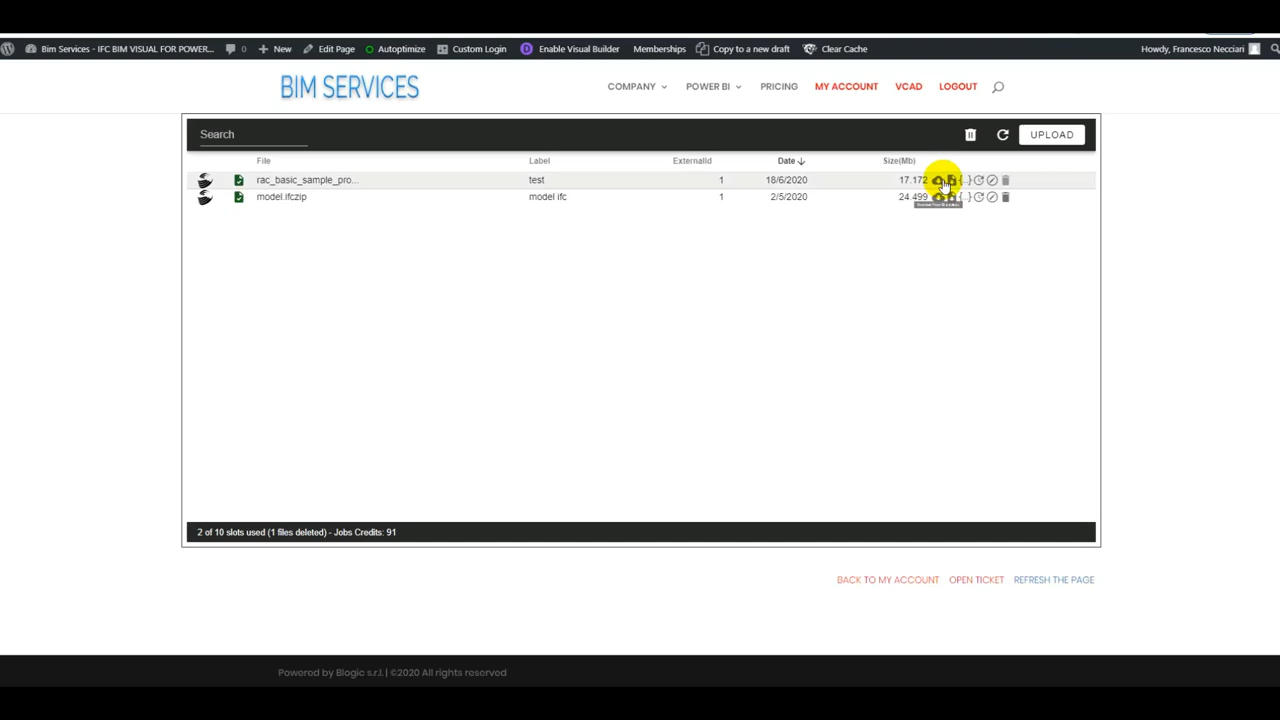 Bim Services - IFC BIM VISUAL FOR POWER... 0 New Edit Page Autoptimize Custom Login Enable Visual Builder Memberships Copy to a new draft Clear Cache Howdy, Francesco Necciari
BIM SERVICES COMPANY POWER BI PRICING MY ACCOUNT VCAD LOGOUT
Search UPLOAD
File Label ExternalId Date Size(Mb)
rac_basic_sample_pro... test 1 18/6/2020 17.172 {...}
model.ifczip model ifc 1 2/5/2020 24.499 {...}
2 of 10 slots used (1 files deleted) - Jobs Credits: 91
BACK TO MY ACCOUNT OPEN TICKET REFRESH THE PAGE
Powered by Blogic s.r.l. | ©2020 All rights reserved